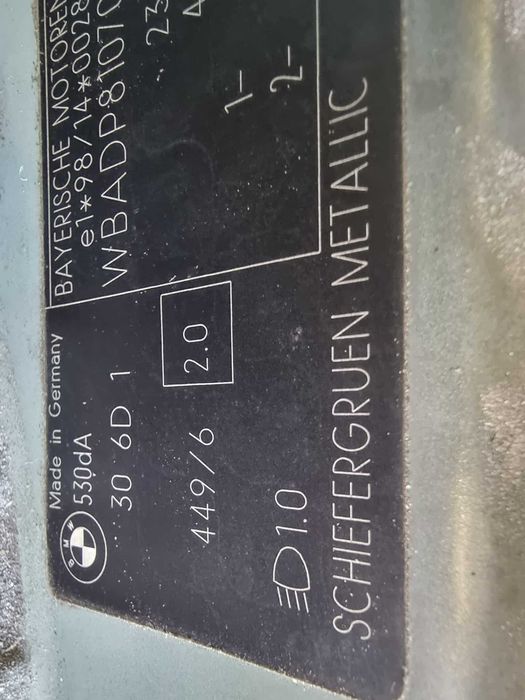 Made in Germany
BMW
530dA
30 6D 1
449/6 2.0
1.0
SCHIEFERGRUEN METALLIC
BAYERISCHE MOTOREN
e1*98/14*0028
WBADP8107
23
1-
2-